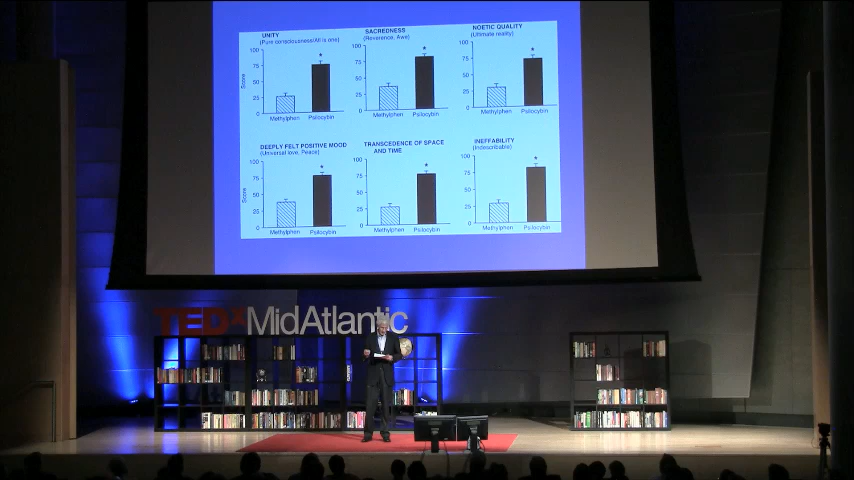 UNITY
(Pure consciousness/All is one)
100
75
50
25
0
Score
Methylphen Psilocybin
*
SACREDNESS
(Reverence, Awe)
100
75
50
25
0
Methylphen Psilocybin
*
NOETIC QUALITY
(Ultimate reality)
100
75
50
25
0
Methylphen Psilocybin
*
DEEPLY FELT POSITIVE MOOD
(Universal love, Peace)
100
75
50
25
0
Score
Methylphen Psilocybin
*
TRANSCEDENCE OF SPACE
AND TIME
100
75
50
25
0
Methylphen Psilocybin
*
INEFFABILITY
(Indescribable)
100
75
50
25
0
Methylphen Psilocybin
*
TEDx MidAtlantic